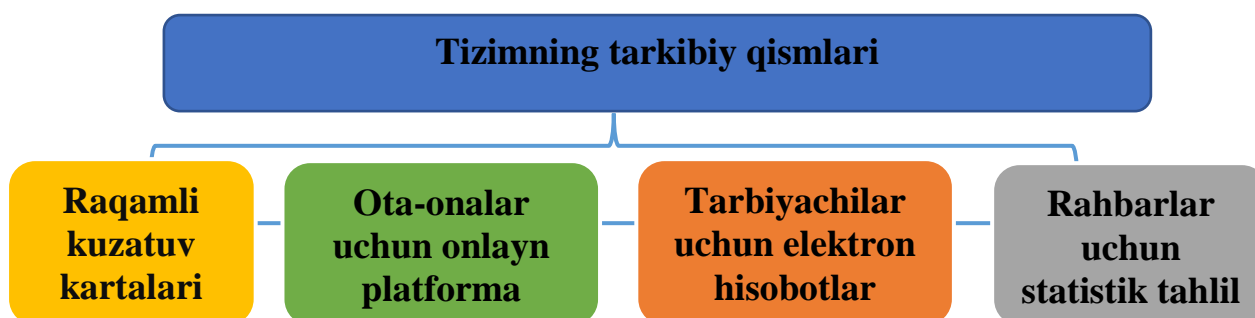 Tizimning tarkibiy qismlari
Raqamli
kuzatuv
kartalari
Ota-onalar
uchun onlayn
platforma
Tarbiyachilar
uchun elektron
hisobotlar
Rahbarlar
uchun
statistik tahlil